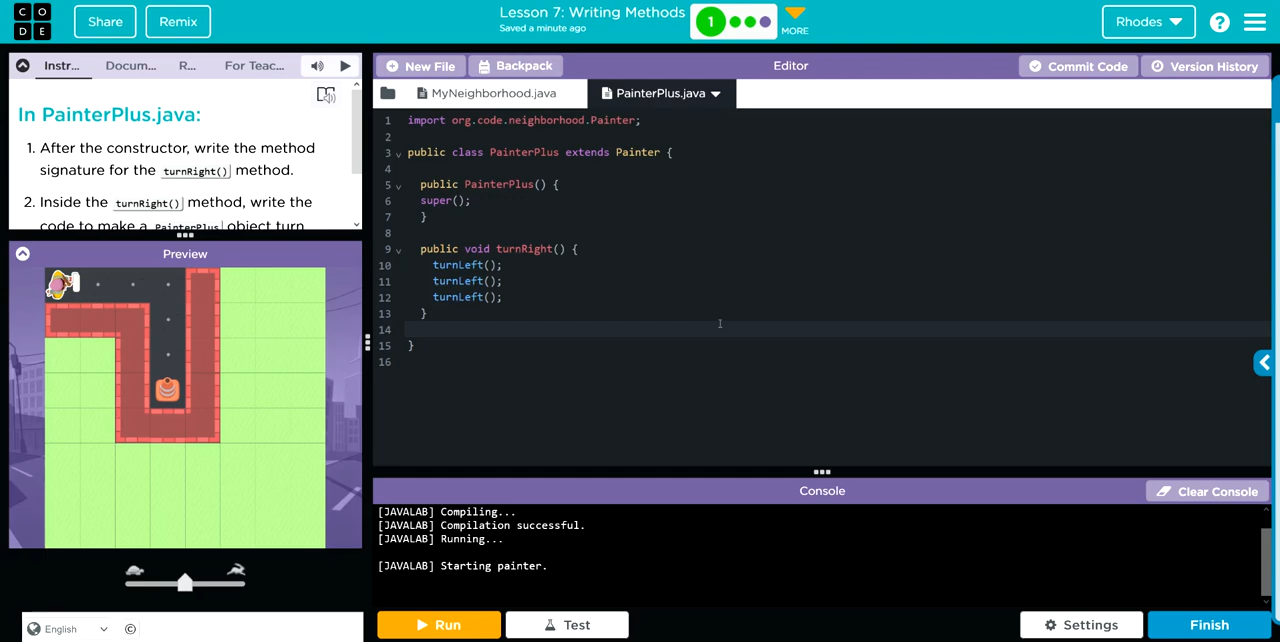 CO
DE
Share
Remix
Lesson 7: Writing Methods
Saved a minute ago
1
MORE
Rhodes
?
Instr...
Docum...
R...
For Teac...
In PainterPlus.java:
1. After the constructor, write the method
signature for the turnRight() method.
2. Inside the turnRight() method, write the
code to make a PainterPlus object turn
Preview
English
©
New File
Backpack
Editor
Commit Code
Version History
MyNeighborhood.java
PainterPlus.java
1 import org.code.neighborhood.Painter;
2
3 public class PainterPlus extends Painter {
4
5 public PainterPlus() {
6 super();
7 }
8
9 public void turnRight() {
10 turnLeft();
11 turnLeft();
12 turnLeft();
13 }
14
15 }
16
Console
Clear Console
[JAVALAB] Compiling...
[JAVALAB] Compilation successful.
[JAVALAB] Running...
[JAVALAB] Starting painter.
Run
Test
Settings
Finish